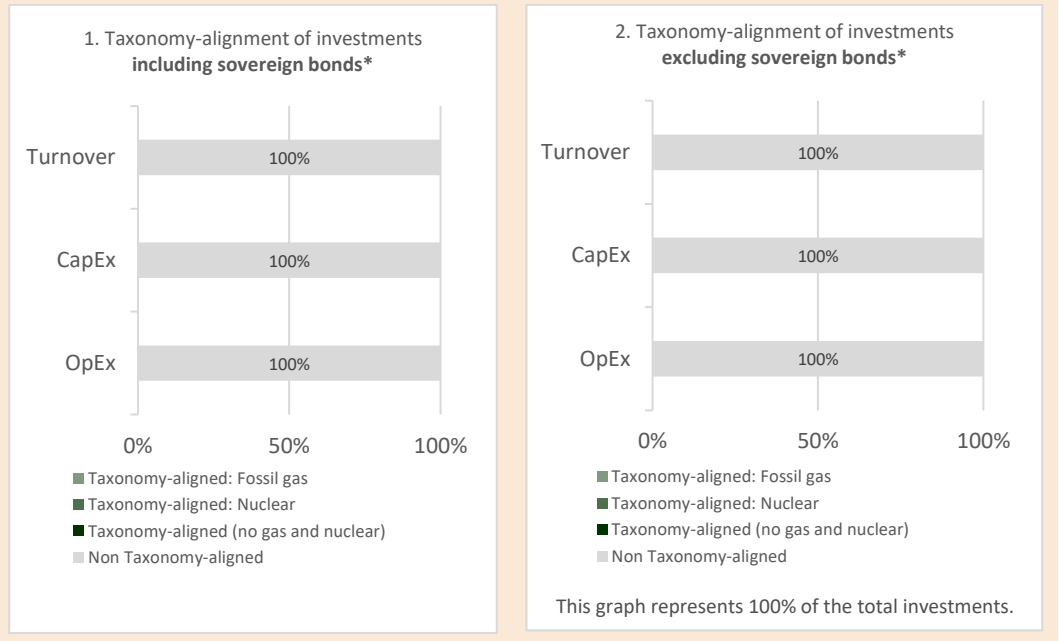 1. Taxonomy-alignment of investments
including sovereign bonds*
Turnover
100%
CapEx
100%
OpEx
100%
0% 50% 100%
Taxonomy-aligned: Fossil gas
Taxonomy-aligned: Nuclear
Taxonomy-aligned (no gas and nuclear)
Non Taxonomy-aligned
2. Taxonomy-alignment of investments
excluding sovereign bonds*
Turnover
100%
CapEx
100%
OpEx
100%
0% 50% 100%
Taxonomy-aligned: Fossil gas
Taxonomy-aligned: Nuclear
Taxonomy-aligned (no gas and nuclear)
Non Taxonomy-aligned
This graph represents 100% of the total investments.